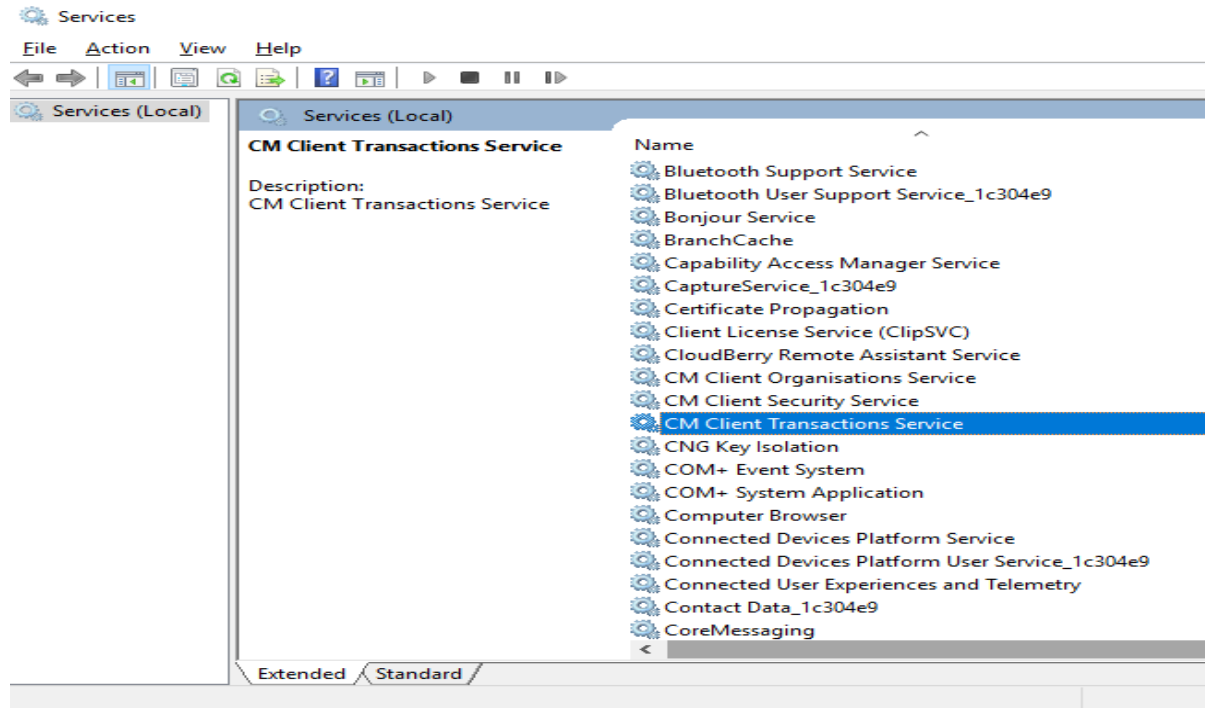 Services
File Action View Help
Services (Local)
Services (Local)
CM Client Transactions Service
Description:
CM Client Transactions Service
Name
Bluetooth Support Service
Bluetooth User Support Service_1c304e9
Bonjour Service
BranchCache
Capability Access Manager Service
CaptureService_1c304e9
Certificate Propagation
Client License Service (ClipSVC)
CloudBerry Remote Assistant Service
CM Client Organisations Service
CM Client Security Service
CM Client Transactions Service
CNG Key Isolation
COM+ Event System
COM+ System Application
Computer Browser
Connected Devices Platform Service
Connected Devices Platform User Service_1c304e9
Connected User Experiences and Telemetry
Contact Data_1c304e9
CoreMessaging
Extended Standard